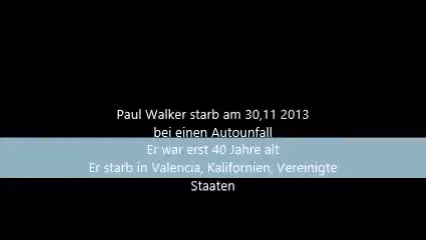 Paul Walker starb am 30,11 2013
bei einen Autounfall
Er war erst 40 Jahre alt
Er starb in Valencia, Kalifornien, Vereinigte
Staaten